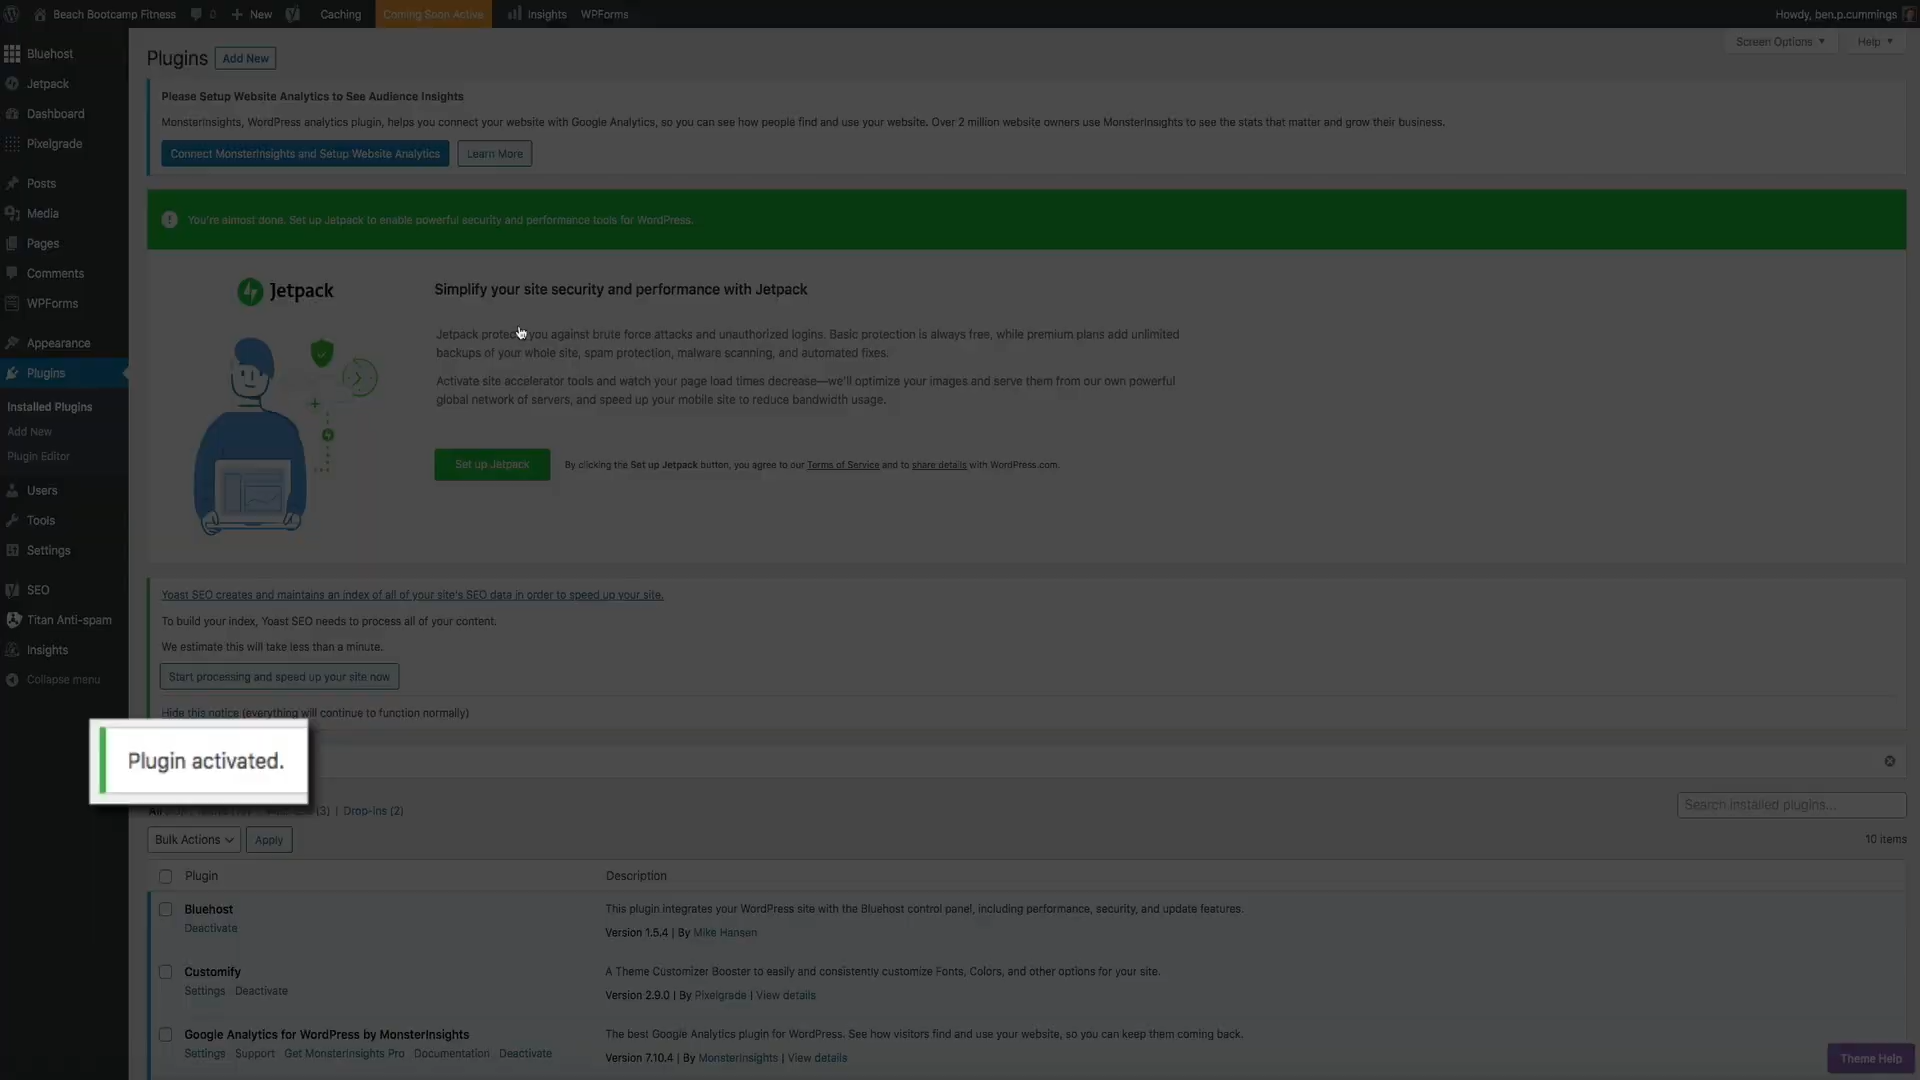 Beach Bootcamp Fitness 0 New Caching Coming Soon Active Insights WPForms Howdy, ben.p.cummings
Screen Options Help
Bluehost
Jetpack
Dashboard
Pixelgrade
Posts
Media
Pages
Comments
WPForms
Appearance
Plugins
Installed Plugins
Add New
Plugin Editor
Users
Tools
Settings
SEO
Titan Anti-spam
Insights
Collapse menu
Plugins Add New
Please Setup Website Analytics to See Audience Insights
MonsterInsights, WordPress analytics plugin, helps you connect your website with Google Analytics, so you can see how people find and use your website. Over 2 million website owners use MonsterInsights to see the stats that matter and grow their business.
Connect MonsterInsights and Setup Website Analytics Learn More
You're almost done. Set up Jetpack to enable powerful security and performance tools for WordPress.
Jetpack
Simplify your site security and performance with Jetpack
Jetpack protects you against brute force attacks and unauthorized logins. Basic protection is always free, while premium plans add unlimited
backups of your whole site, spam protection, malware scanning, and automated fixes.
Activate site accelerator tools and watch your page load times decrease—we'll optimize your images and serve them from our own powerful
global network of servers, and speed up your mobile site to reduce bandwidth usage.
Set up Jetpack By clicking the Set up Jetpack button, you agree to our Terms of Service and to share details with WordPress.com.
Yoast SEO creates and maintains an index of all of your site's SEO data in order to speed up your site.
To build your index, Yoast SEO needs to process all of your content.
We estimate this will take less than a minute.
Start processing and speed up your site now
Hide this notice (everything will continue to function normally)
Plugin activated.
All (3) | Drop-ins (2)
Search installed plugins...
Bulk Actions Apply
10 items
Plugin Description
Bluehost
Deactivate
This plugin integrates your WordPress site with the Bluehost control panel, including performance, security, and update features.
Version 1.5.4 | By Mike Hansen
Customify
Settings Deactivate
A Theme Customizer Booster to easily and consistently customize Fonts, Colors, and other options for your site.
Version 2.9.0 | By Pixelgrade | View details
Google Analytics for WordPress by MonsterInsights
Settings Support Get MonsterInsights Pro Documentation Deactivate
The best Google Analytics plugin for WordPress. See how visitors find and use your website, so you can keep them coming back.
Version 7.10.4 | By MonsterInsights | View details
Theme Help